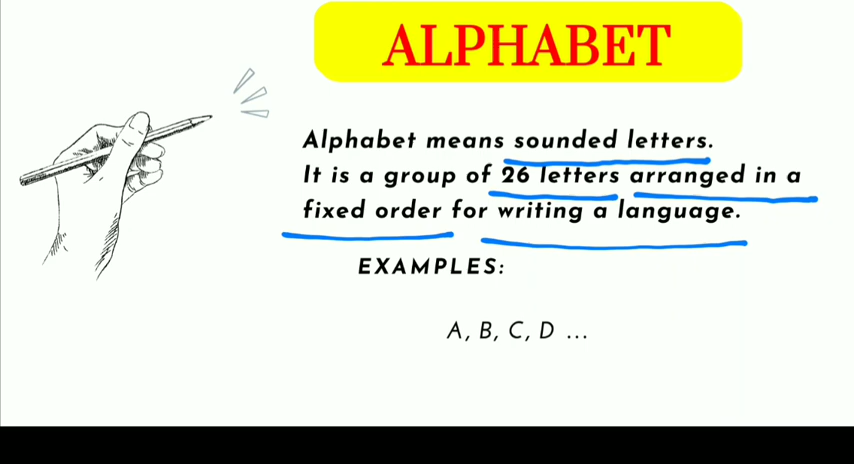 ALPHABET
Alphabet means sounded letters.
It is a group of 26 letters arranged in a
fixed order for writing a language.
EXAMPLES:
A, B, C, D ...